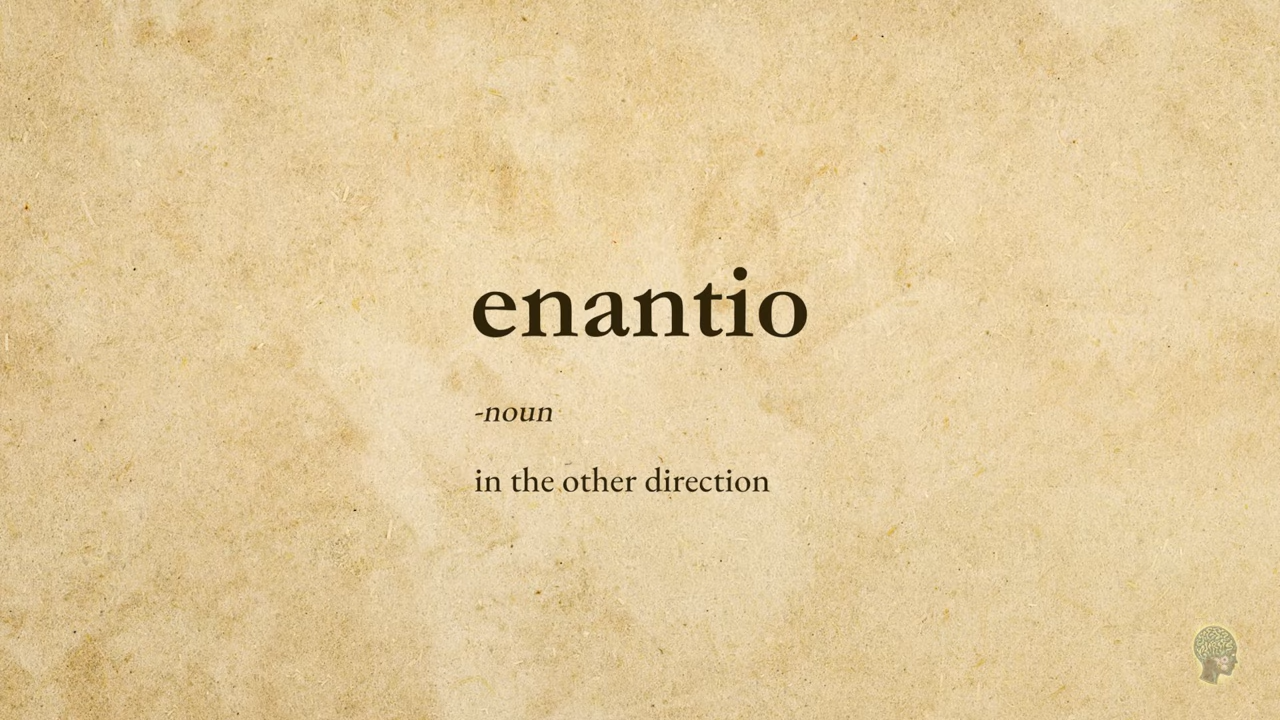 enantio
-noun
in the other direction